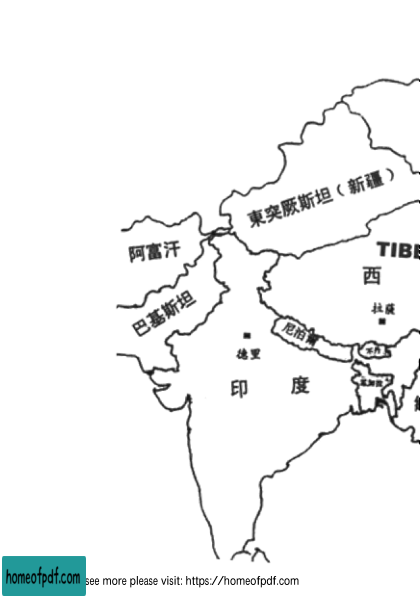 東突厥斯坦（新疆）
阿富汗
TIBE
西
巴基斯坦
拉薩
尼泊爾
不丹
德里
孟加拉
印度
homeofpdf.com
see more please visit: https://homeofpdf.com